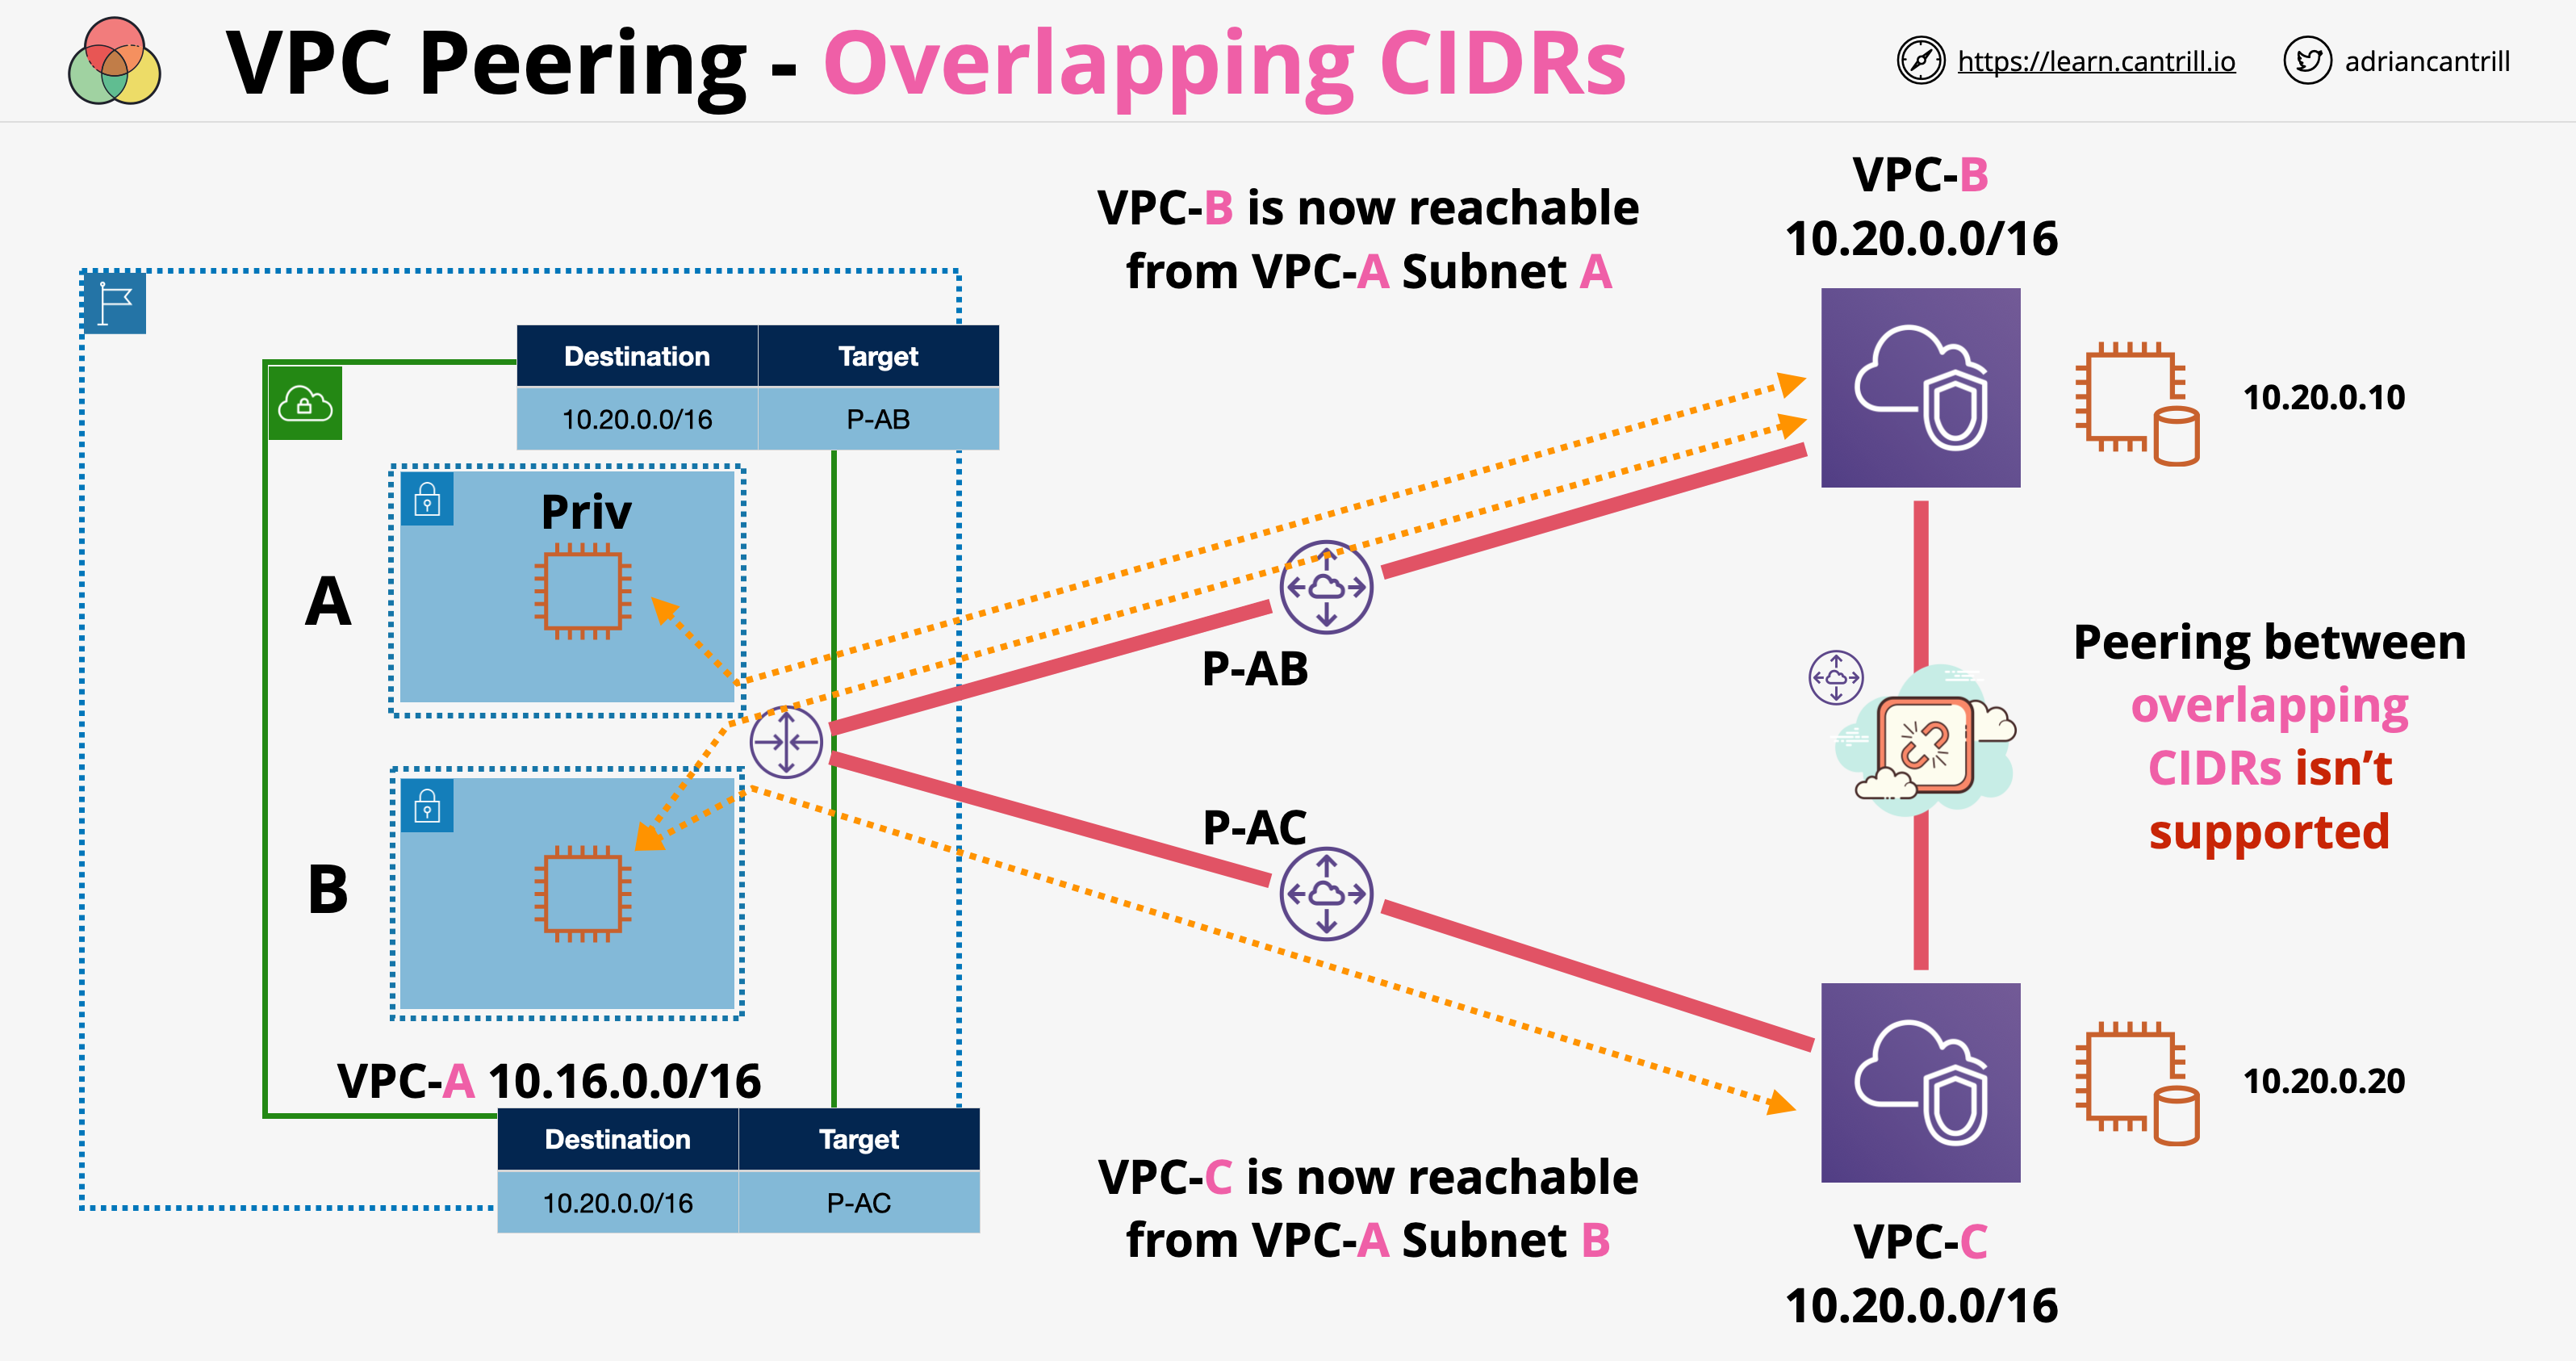 VPC Peering - Overlapping CIDRs
https://learn.cantrill.io
adriancantrill
VPC-B is now reachable
from VPC-A Subnet A
VPC-B
10.20.0.0/16
Destination Target
10.20.0.0/16 P-AB
10.20.0.10
Priv
A
P-AB
Peering between
overlapping
CIDRs isn’t
supported
P-AC
B
VPC-A 10.16.0.0/16
10.20.0.20
Destination Target
10.20.0.0/16 P-AC
VPC-C is now reachable
from VPC-A Subnet B
VPC-C
10.20.0.0/16